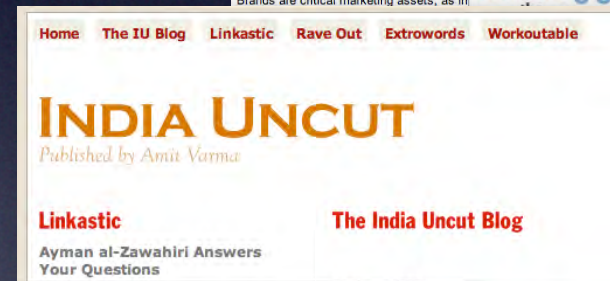 Brands are critical marketing assets, as in
Home The IU Blog Linkastic Rave Out Extrowords Workoutable
INDIA UNCUT
Published by Amit Varma
Linkastic
The India Uncut Blog
Ayman al-Zawahiri Answers
Your Questions